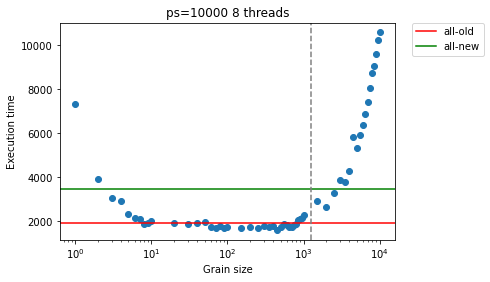 ps=10000 8 threads
all-old
all-new
10000
8000
6000
4000
2000
Execution time
10⁰
10¹
10²
10³
10⁴
Grain size